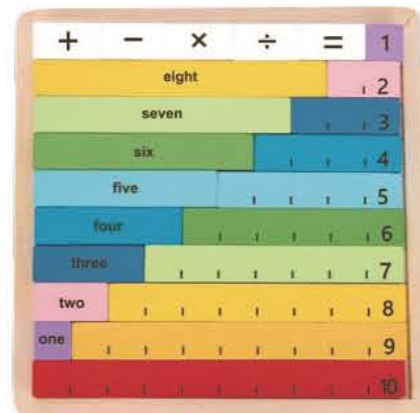 + − × ÷ = 1
eight 2
seven 3
six 4
five 5
four 6
three 7
two 8
one 9
10